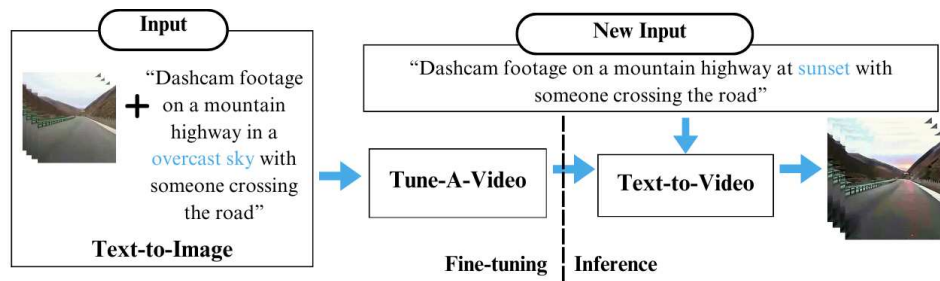 Input
“Dashcam footage
on a mountain
highway in a
overcast sky with
someone crossing
the road”
Text-to-Image
New Input
“Dashcam footage on a mountain highway at sunset with
someone crossing the road”
Tune-A-Video
Text-to-Video
Fine-tuning
Inference